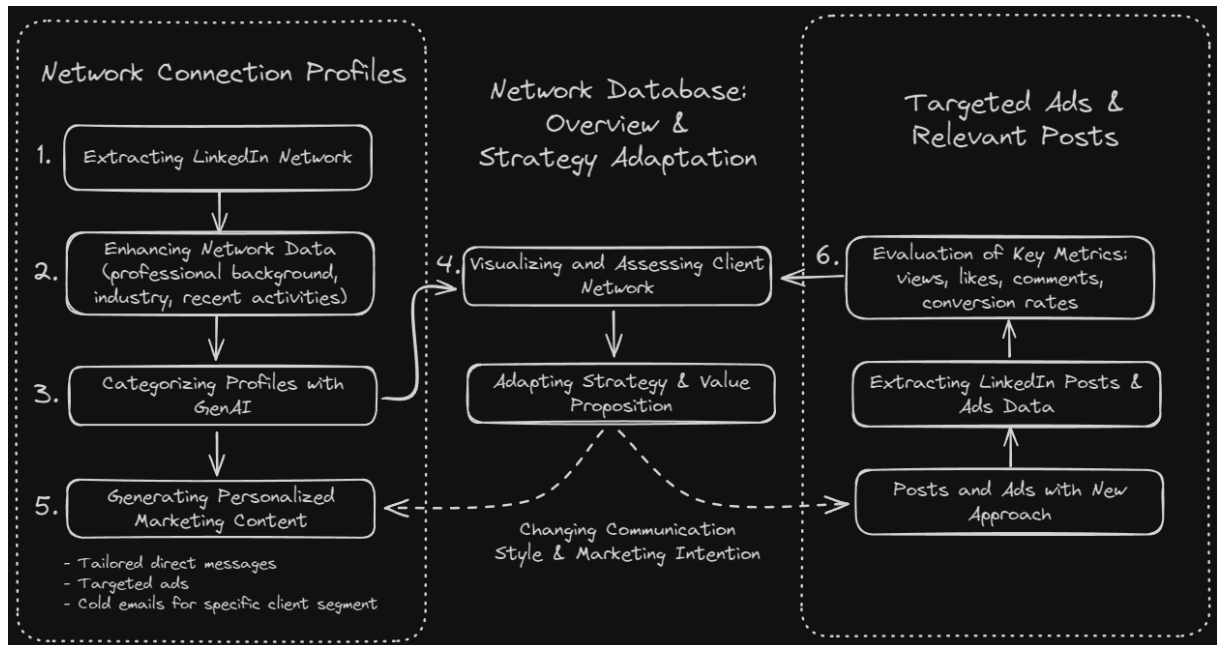 Network Connection Profiles
1.
Extracting LinkedIn Network
2.
Enhancing Network Data
(professional background,
industry, recent activities)
3.
Categorizing Profiles with
GenAI
5.
Generating Personalized
Marketing Content
- Tailored direct messages
- Targeted ads
- Cold emails for specific client segment
Network Database:
Overview &
Strategy Adaptation
4.
Visualizing and Assessing Client
Network
Adapting Strategy & Value
Proposition
Changing Communication
Style & Marketing Intention
Targeted Ads &
Relevant Posts
6.
Evaluation of Key Metrics:
views, likes, comments,
conversion rates
Extracting LinkedIn Posts &
Ads Data
Posts and Ads with New
Approach